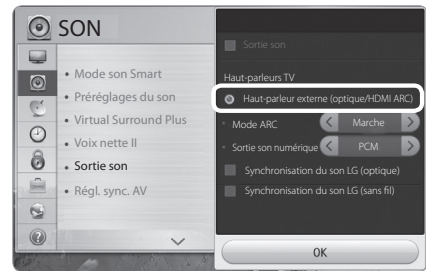 SON
Mode son Smart
Préréglages du son
Virtual Surround Plus
Voix nette II
Sortie son
Régl. sync. AV
Sortie son
Haut-parleurs TV
Haut-parleur externe (optique/HDMI ARC)
Mode ARC Marche
Sortie son numérique PCM
Synchronisation du son LG (optique)
Synchronisation du son LG (sans fil)
OK